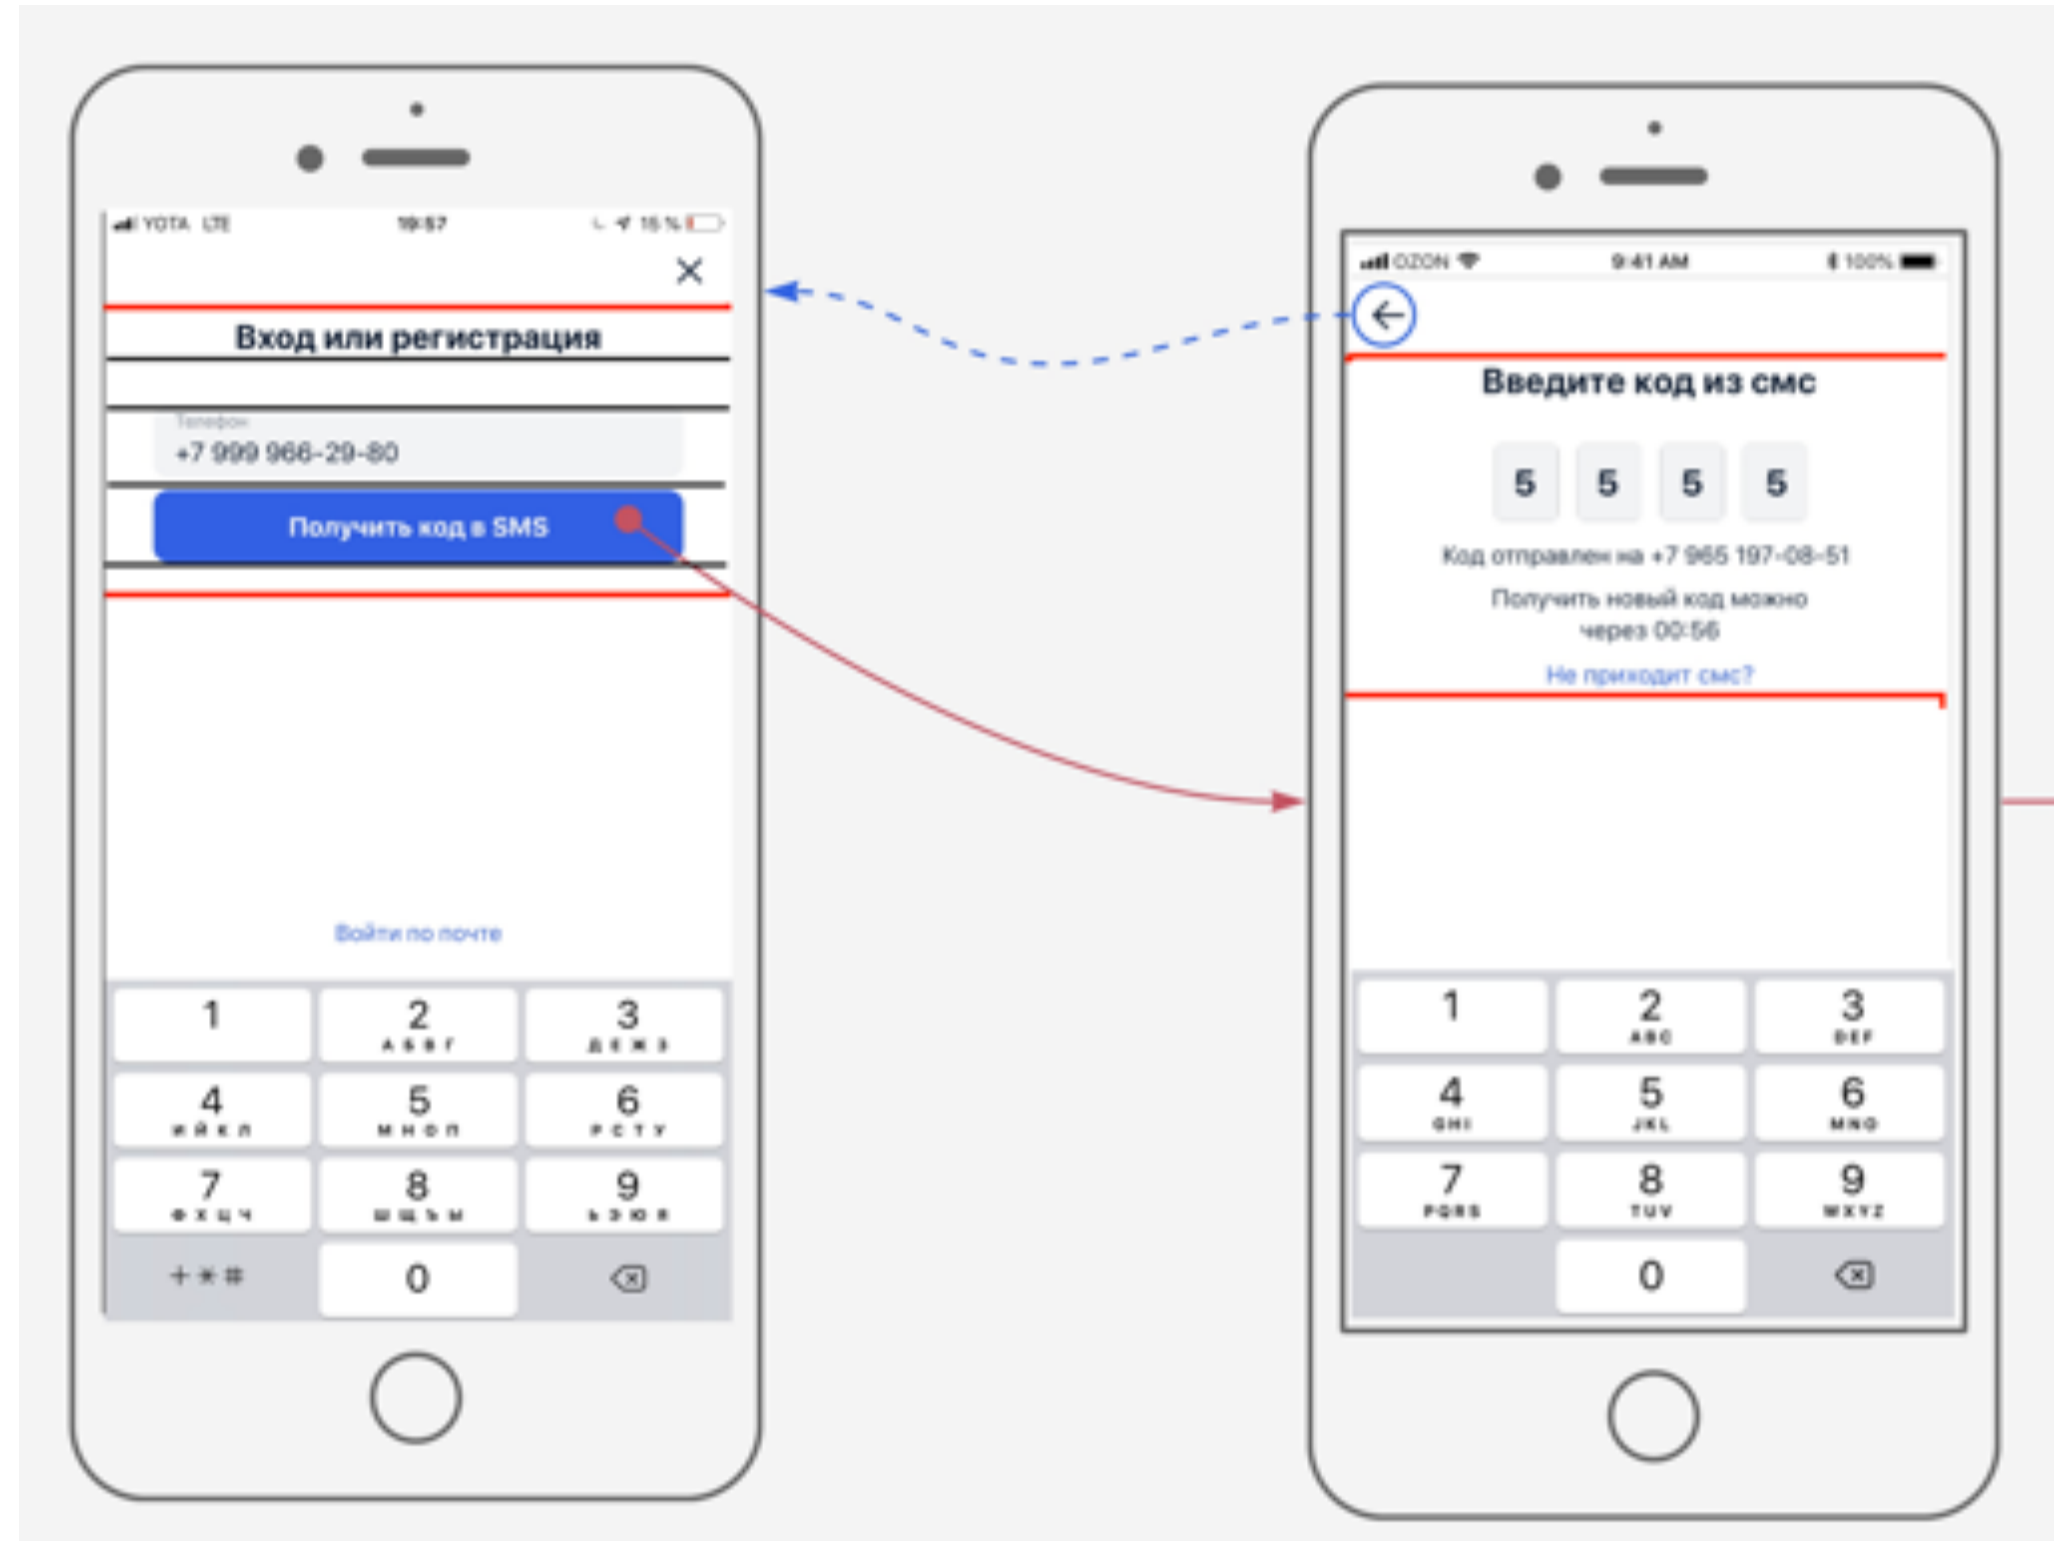 YOTA LTE 19:57 15 %
Вход или регистрация
Телефон
+7 999 966-29-80
Получить код в SMS
Войти по почте
1 2 3
А Б В Г Д Е Ж З
4 5 6
И Й К Л М Н О П Р С Т У
7 8 9
Ф Х Ц Ч Ш Щ Ъ Ы Ь Э Ю Я
+ * # 0
OZON 9:41 AM 100%
Введите код из смс
5 5 5 5
Код отправлен на +7 965 197-08-51
Получить новый код можно
через 00:56
Не приходит смс?
1 2 3
ABC DEF
4 5 6
GHI JKL MNO
7 8 9
PQRS TUV WXYZ
0